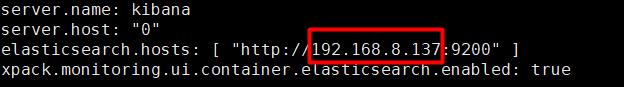 server.name: kibana
server.host: "0"
elasticsearch.hosts: [ "http://192.168.8.137:9200" ]
xpack.monitoring.ui.container.elasticsearch.enabled: true